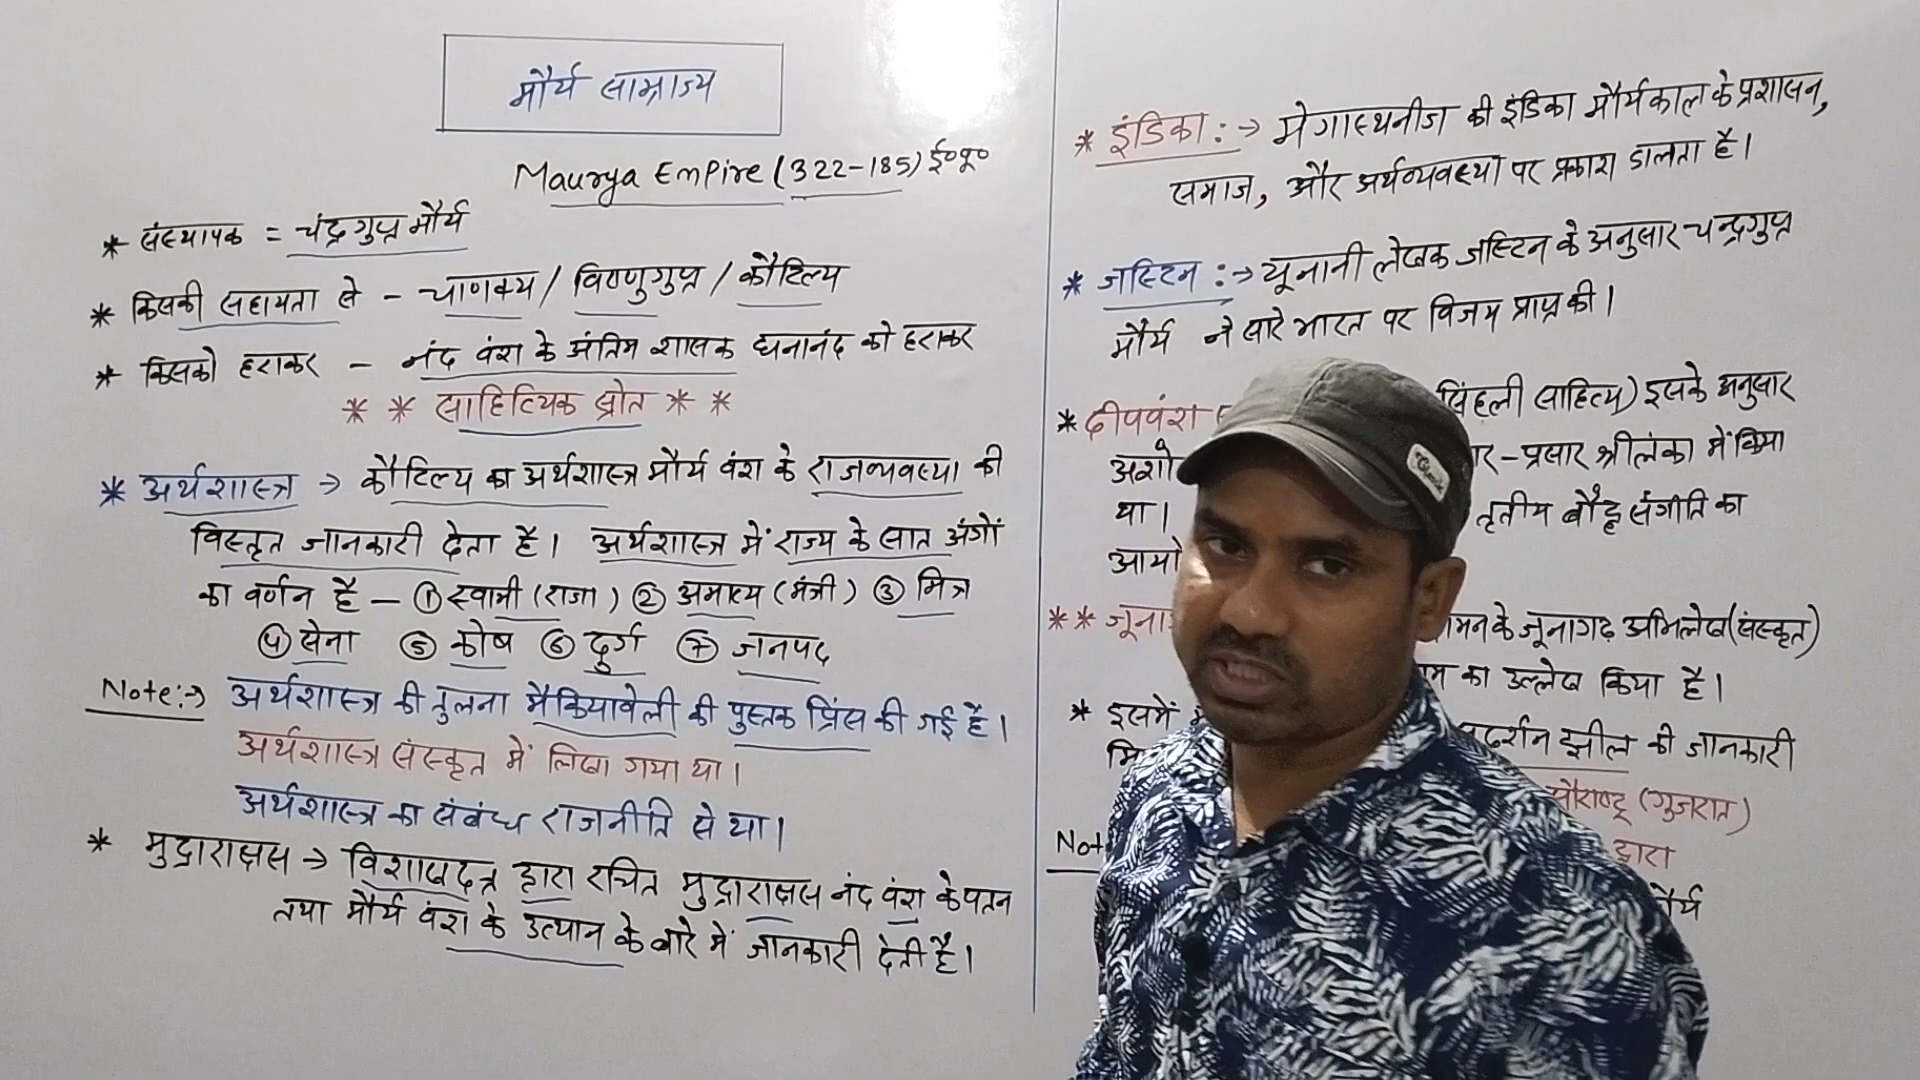 मौर्य साम्राज्य
Maurya Empire (322-185) ई०पू०
* संस्थापक = चंद्रगुप्त मौर्य
* किसकी सहायता से - चाणक्य / विष्णुगुप्त / कौटिल्य
* किसको हराकर - नंद वंश के अंतिम शासक घनानंद को हराकर
* * साहित्यिक स्रोत * *
* अर्थशास्त्र → कौटिल्य का अर्थशास्त्र मौर्य वंश के राजव्यवस्था की
विस्तृत जानकारी देता है। अर्थशास्त्र में राज्य के सात अंगों
का वर्णन है - ① स्वामी (राजा) ② अमात्य (मंत्री) ③ मित्र
④ सेना ⑤ कोष ⑥ दुर्ग ⑦ जनपद
Note:→ अर्थशास्त्र की तुलना मैकियावेली की पुस्तक प्रिंस की गई है।
अर्थशास्त्र संस्कृत में लिखा गया था।
अर्थशास्त्र का संबंध राजनीति से था।
* मुद्राराक्षस → विशाखदत्त द्वारा रचित मुद्राराक्षस नंद वंश के पतन
तथा मौर्य वंश के उत्थान के बारे में जानकारी देती है।
* इंडिका :→ मेगास्थनीज की इंडिका मौर्यकाल के प्रशासन,
समाज, और अर्थव्यवस्था पर प्रकाश डालता है।
* जस्टिन :→ यूनानी लेखक जस्टिन के अनुसार चन्द्रगुप्त
मौर्य ने सारे भारत पर विजय प्राप्त की।
* दीपवंश सिंहली साहित्य) इसके अनुसार
प्रसार श्रीलंका में किया
था। तृतीय बौद्ध संगीति का
** के जूनागढ़ अभिलेख (संस्कृत)
का उल्लेख किया है।
* इसमें झील की जानकारी
सौराष्ट्र (गुजरात)
द्वारा